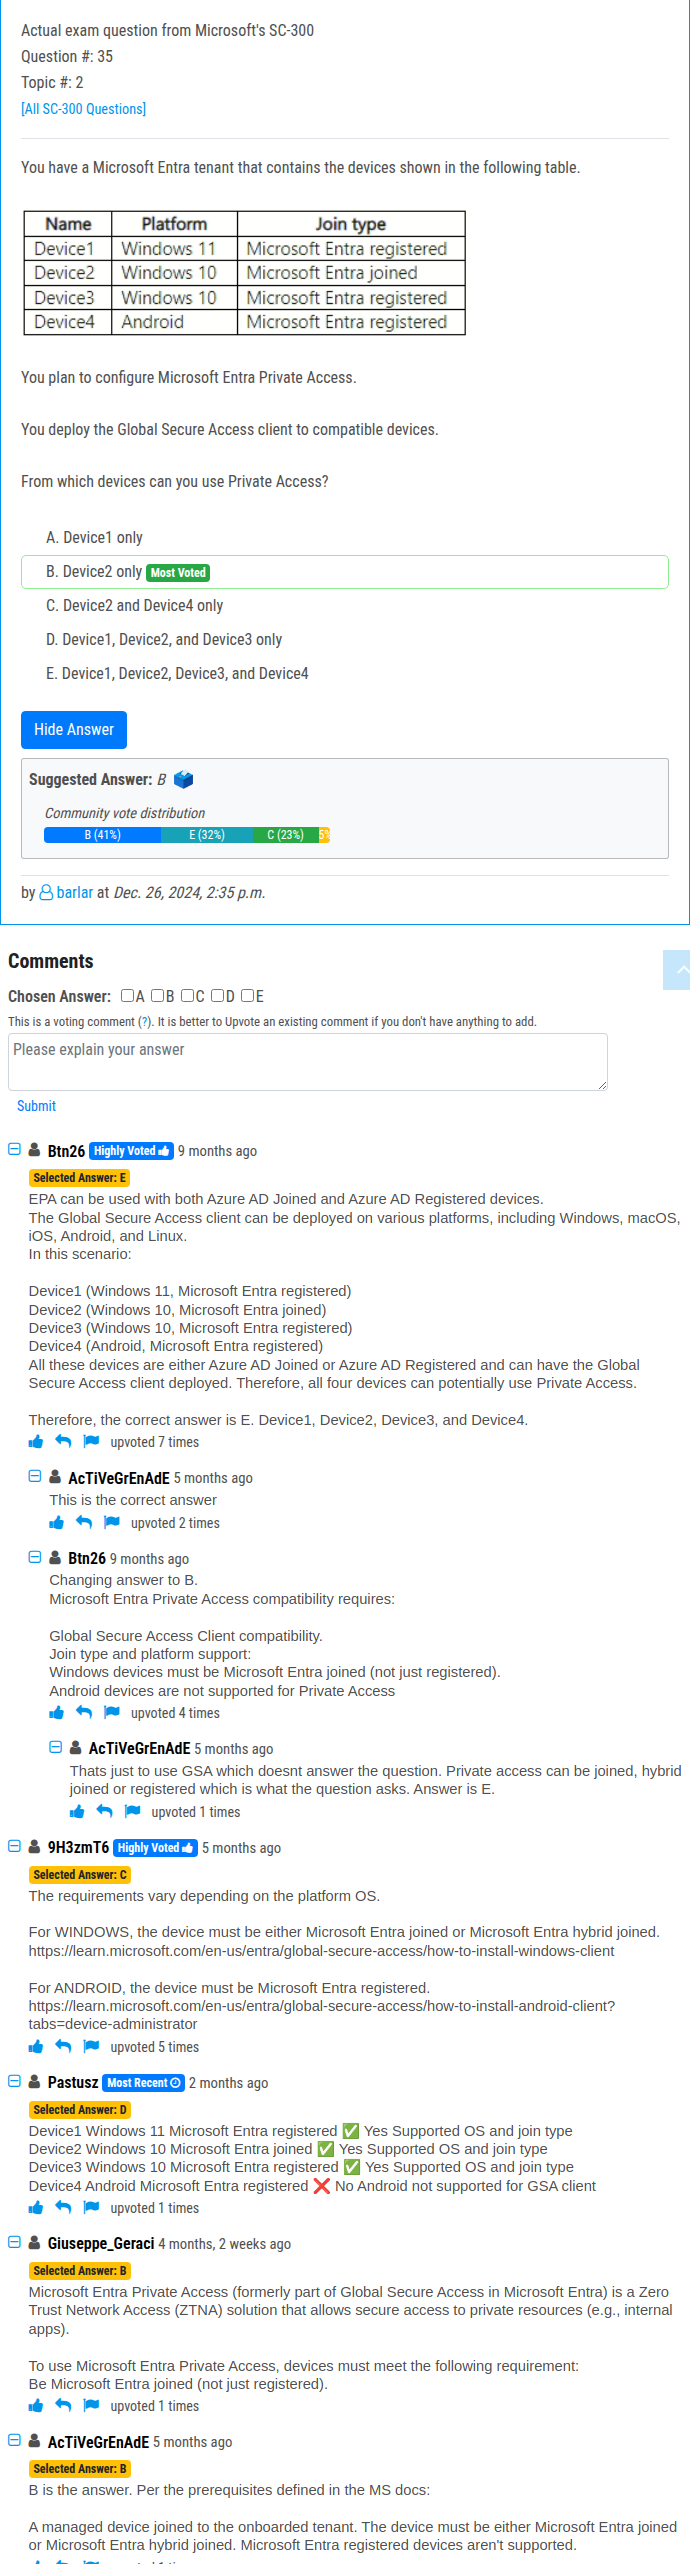 Actual exam question from Microsoft's SC-300
Question #: 35
Topic #: 2
[All SC-300 Questions]
You have a Microsoft Entra tenant that contains the devices shown in the following table.
Name Platform Join type
Device1 Windows 11 Microsoft Entra registered
Device2 Windows 10 Microsoft Entra joined
Device3 Windows 10 Microsoft Entra registered
Device4 Android Microsoft Entra registered
You plan to configure Microsoft Entra Private Access.
You deploy the Global Secure Access client to compatible devices.
From which devices can you use Private Access?
A. Device1 only
B. Device2 only Most Voted
C. Device2 and Device4 only
D. Device1, Device2, and Device3 only
E. Device1, Device2, Device3, and Device4
Hide Answer
Suggested Answer: B
Community vote distribution
B (41%) E (32%) C (23%) 5%
by barlar at Dec. 26, 2024, 2:35 p.m.
Comments
Chosen Answer: A B C D E
This is a voting comment (?). It is better to Upvote an existing comment if you don't have anything to add.
Please explain your answer
Submit
Btn26 Highly Voted 9 months ago
Selected Answer: E
EPA can be used with both Azure AD Joined and Azure AD Registered devices.
The Global Secure Access client can be deployed on various platforms, including Windows, macOS,
iOS, Android, and Linux.
In this scenario:
Device1 (Windows 11, Microsoft Entra registered)
Device2 (Windows 10, Microsoft Entra joined)
Device3 (Windows 10, Microsoft Entra registered)
Device4 (Android, Microsoft Entra registered)
All these devices are either Azure AD Joined or Azure AD Registered and can have the Global
Secure Access client deployed. Therefore, all four devices can potentially use Private Access.
Therefore, the correct answer is E. Device1, Device2, Device3, and Device4.
upvoted 7 times
AcTiVeGrEnAdE 5 months ago
This is the correct answer
upvoted 2 times
Btn26 9 months ago
Changing answer to B.
Microsoft Entra Private Access compatibility requires:
Global Secure Access Client compatibility.
Join type and platform support:
Windows devices must be Microsoft Entra joined (not just registered).
Android devices are not supported for Private Access
upvoted 4 times
AcTiVeGrEnAdE 5 months ago
Thats just to use GSA which doesnt answer the question. Private access can be joined, hybrid
joined or registered which is what the question asks. Answer is E.
upvoted 1 times
9H3zmT6 Highly Voted 5 months ago
Selected Answer: C
The requirements vary depending on the platform OS.
For WINDOWS, the device must be either Microsoft Entra joined or Microsoft Entra hybrid joined.
https://learn.microsoft.com/en-us/entra/global-secure-access/how-to-install-windows-client
For ANDROID, the device must be Microsoft Entra registered.
https://learn.microsoft.com/en-us/entra/global-secure-access/how-to-install-android-client?
tabs=device-administrator
upvoted 5 times
Pastusz Most Recent 2 months ago
Selected Answer: D
Device1 Windows 11 Microsoft Entra registered ✅ Yes Supported OS and join type
Device2 Windows 10 Microsoft Entra joined ✅ Yes Supported OS and join type
Device3 Windows 10 Microsoft Entra registered ✅ Yes Supported OS and join type
Device4 Android Microsoft Entra registered ❌ No Android not supported for GSA client
upvoted 1 times
Giuseppe_Geraci 4 months, 2 weeks ago
Selected Answer: B
Microsoft Entra Private Access (formerly part of Global Secure Access in Microsoft Entra) is a Zero
Trust Network Access (ZTNA) solution that allows secure access to private resources (e.g., internal
apps).
To use Microsoft Entra Private Access, devices must meet the following requirement:
Be Microsoft Entra joined (not just registered).
upvoted 1 times
AcTiVeGrEnAdE 5 months ago
Selected Answer: B
B is the answer. Per the prerequisites defined in the MS docs:
A managed device joined to the onboarded tenant. The device must be either Microsoft Entra joined
or Microsoft Entra hybrid joined. Microsoft Entra registered devices aren't supported.